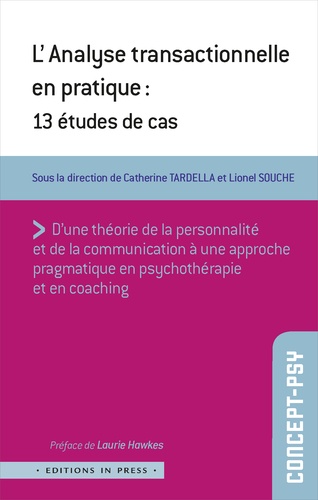 L’ Analyse transactionnelle
en pratique :
13 études de cas
Sous la direction de Catherine TARDELLA et Lionel SOUCHE
> D’une théorie de la personnalité
et de la communication à une approche
pragmatique en psychothérapie
et en coaching
CONCEPT-PSY
Préface de Laurie Hawkes
• EDITIONS IN PRESS •